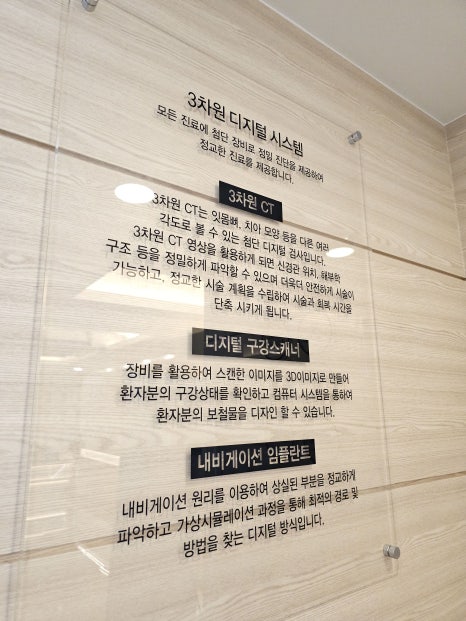 3차원 디지털 시스템
모든 진료에 첨단 장비로 정밀 진단을 제공하여
정교한 진료를 제공합니다.
3차원 CT
3차원 CT는 잇몸뼈, 치아 모양 등을 다른 여러
각도로 볼 수 있는 첨단 디지털 검사입니다.
3차원 CT 영상을 활용하게 되면 신경관 위치, 해부학
구조 등을 정밀하게 파악할 수 있으며 더욱더 안전하게 시술이
가능하고, 정교한 시술 계획을 수립하여 시술과 회복 시간을
단축 시키게 됩니다.
디지털 구강스캐너
장비를 활용하여 스캔한 이미지를 3D이미지로 만들어
환자분의 구강상태를 확인하고 컴퓨터 시스템을 통하여
환자분의 보철물을 디자인 할 수 있습니다.
내비게이션 임플란트
내비게이션 원리를 이용하여 상실된 부분을 정교하게
파악하고 가상시뮬레이션 과정을 통해 최적의 경로 및
방법을 찾는 디지털 방식입니다.